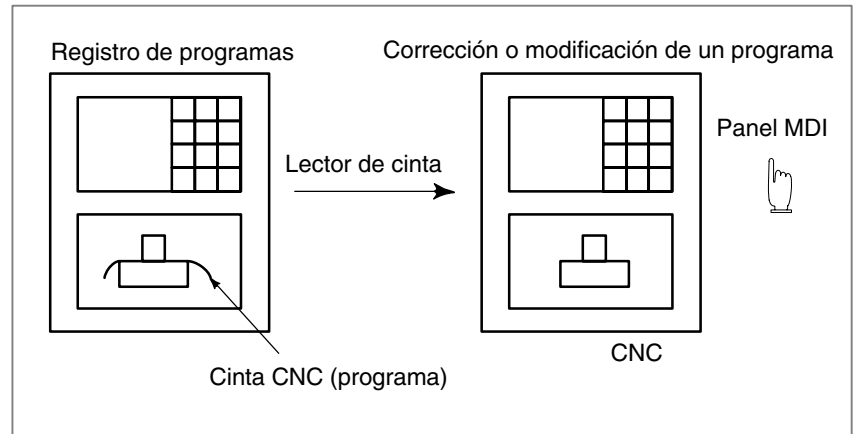 Registro de programas
Corrección o modificación de un programa
Panel MDI
Lector de cinta
CNC
Cinta CNC (programa)